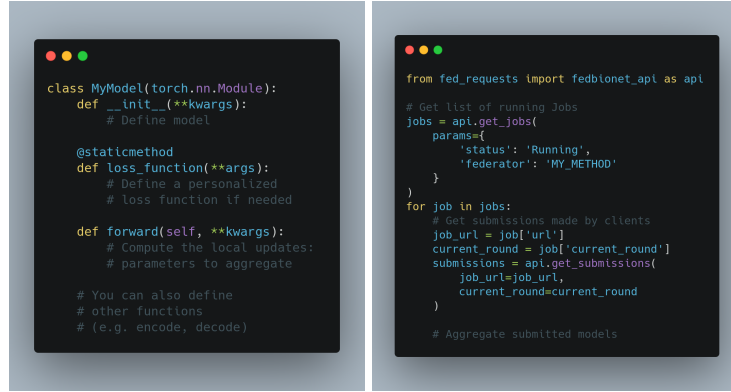 class MyModel(torch.nn.Module):
    def __init__(**kwargs):
        # Define model
    @staticmethod
    def loss_function(**args):
        # Define a personalized
        # loss function if needed
    def forward(self, **kwargs):
        # Compute the local updates:
        # parameters to aggregate
    # You can also define
    # other functions
    # (e.g. encode, decode)
from fed_requests import fedbionet_api as api
# Get list of running Jobs
jobs = api.get_jobs(
    params={
        'status': 'Running',
        'federator': 'MY_METHOD'
    }
)
for job in jobs:
    # Get submissions made by clients
    job_url = job['url']
    current_round = job['current_round']
    submissions = api.get_submissions(
        job_url=job_url,
        current_round=current_round
    )
    # Aggregate submitted models